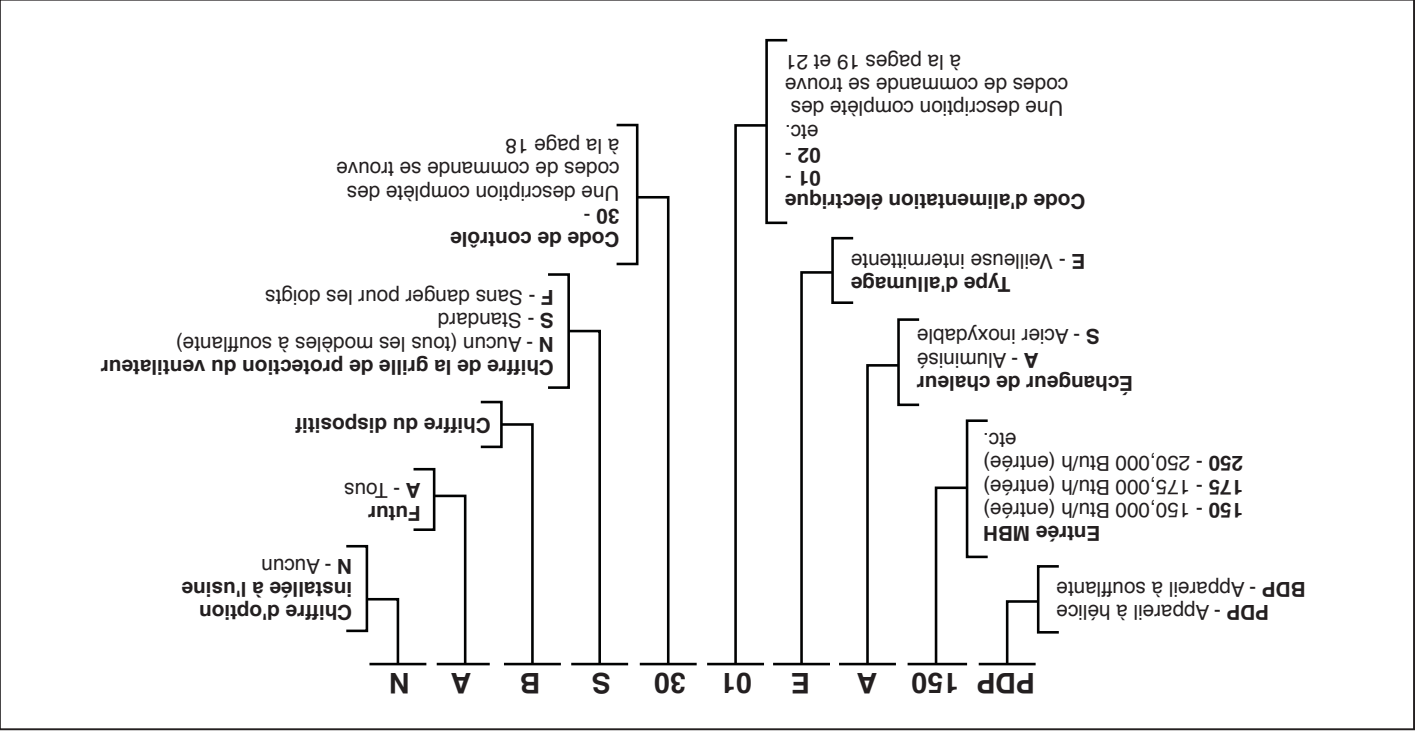 PDP 150 A E 01 30 S B A N
PDP - Appareil à hélice
BDP - Appareil à soufflante
Entrée MBH
150 - 150,000 Btu/h (entrée)
175 - 175,000 Btu/h (entrée)
250 - 250,000 Btu/h (entrée)
etc.
Échangeur de chaleur
A - Aluminisé
S - Acier inoxydable
Type d'allumage
E - Veilleuse intermittente
Code d'alimentation électrique
01 -
02 -
etc.
Une description complète des
codes de commande se trouve
à la pages 19 et 21
Code de contrôle
30 -
Une description complète des
codes de commande se trouve
à la page 18
Chiffre de la grille de protection du ventilateur
N - Aucun (tous les modèles à soufflante)
S - Standard
F - Sans danger pour les doigts
Chiffre du dispositif
Futur
A - Tous
Chiffre d'option
installée à l'usine
N - Aucun